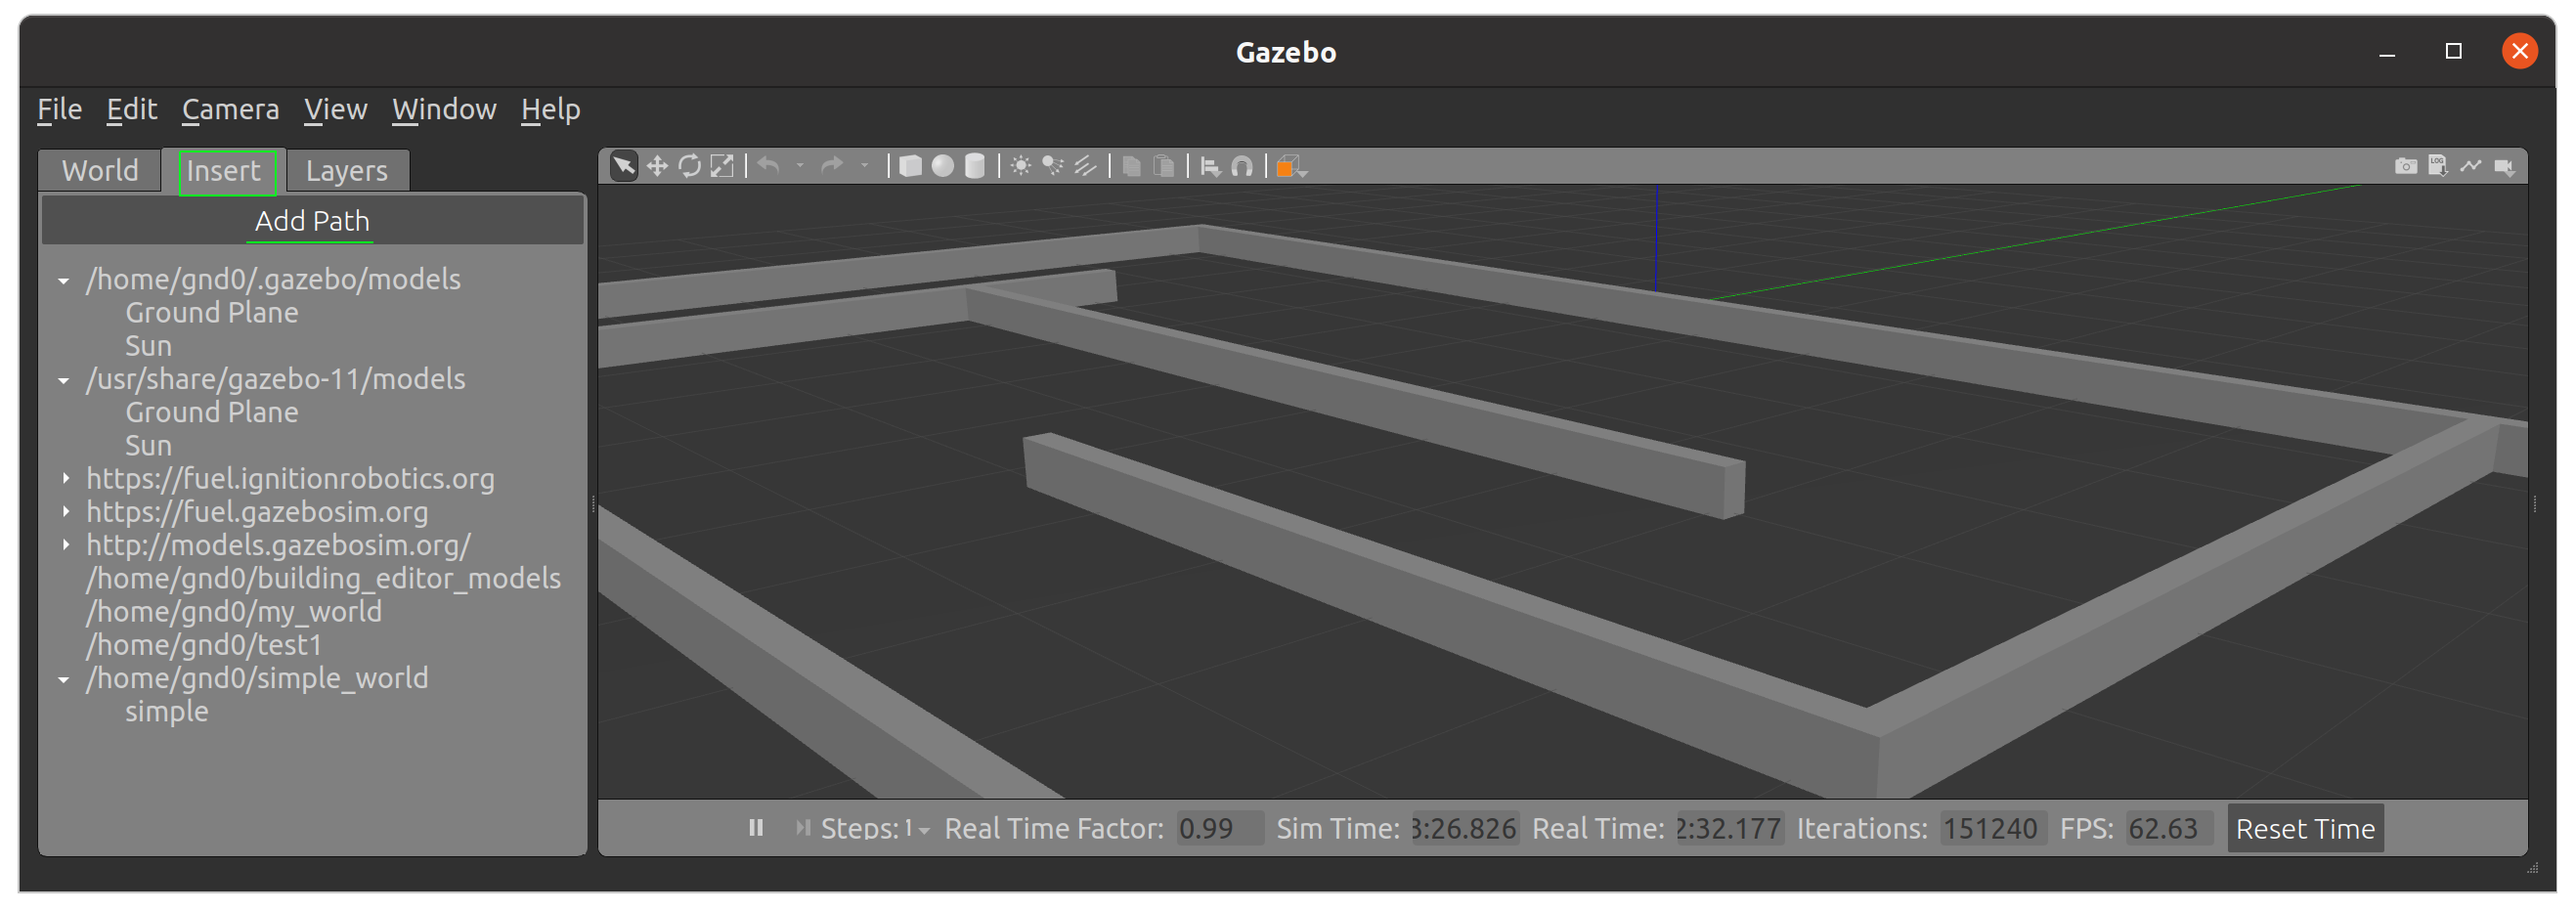 Gazebo
File Edit Camera View Window Help
World Insert Layers
Add Path
/home/gnd0/.gazebo/models
Ground Plane
Sun
/usr/share/gazebo-11/models
Ground Plane
Sun
https://fuel.ignitionrobotics.org
https://fuel.gazebosim.org
http://models.gazebosim.org/
/home/gnd0/building_editor_models
/home/gnd0/my_world
/home/gnd0/test1
/home/gnd0/simple_world
simple
LOG
Steps: 1 Real Time Factor: 0.99 Sim Time: 3:26.826 Real Time: 2:32.177 Iterations: 151240 FPS: 62.63 Reset Time